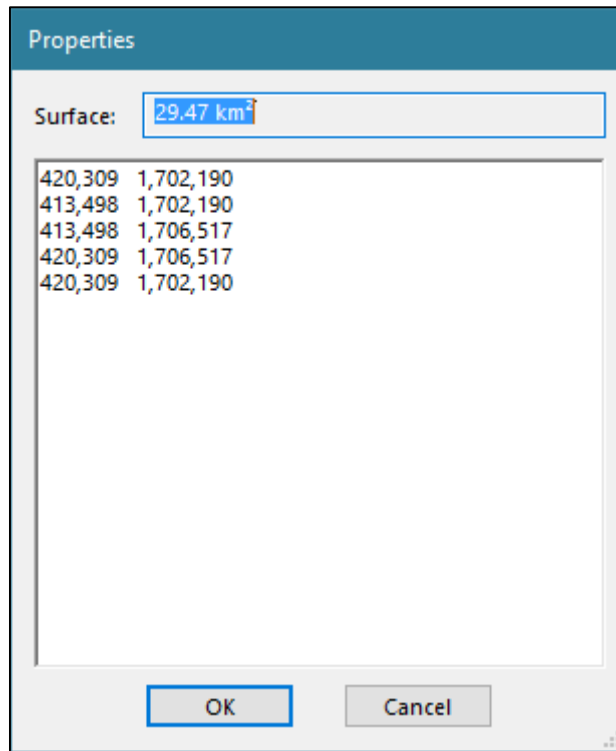 Properties
Surface: 29.47 km²
420,309 1,702,190
413,498 1,702,190
413,498 1,706,517
420,309 1,706,517
420,309 1,702,190
OK Cancel